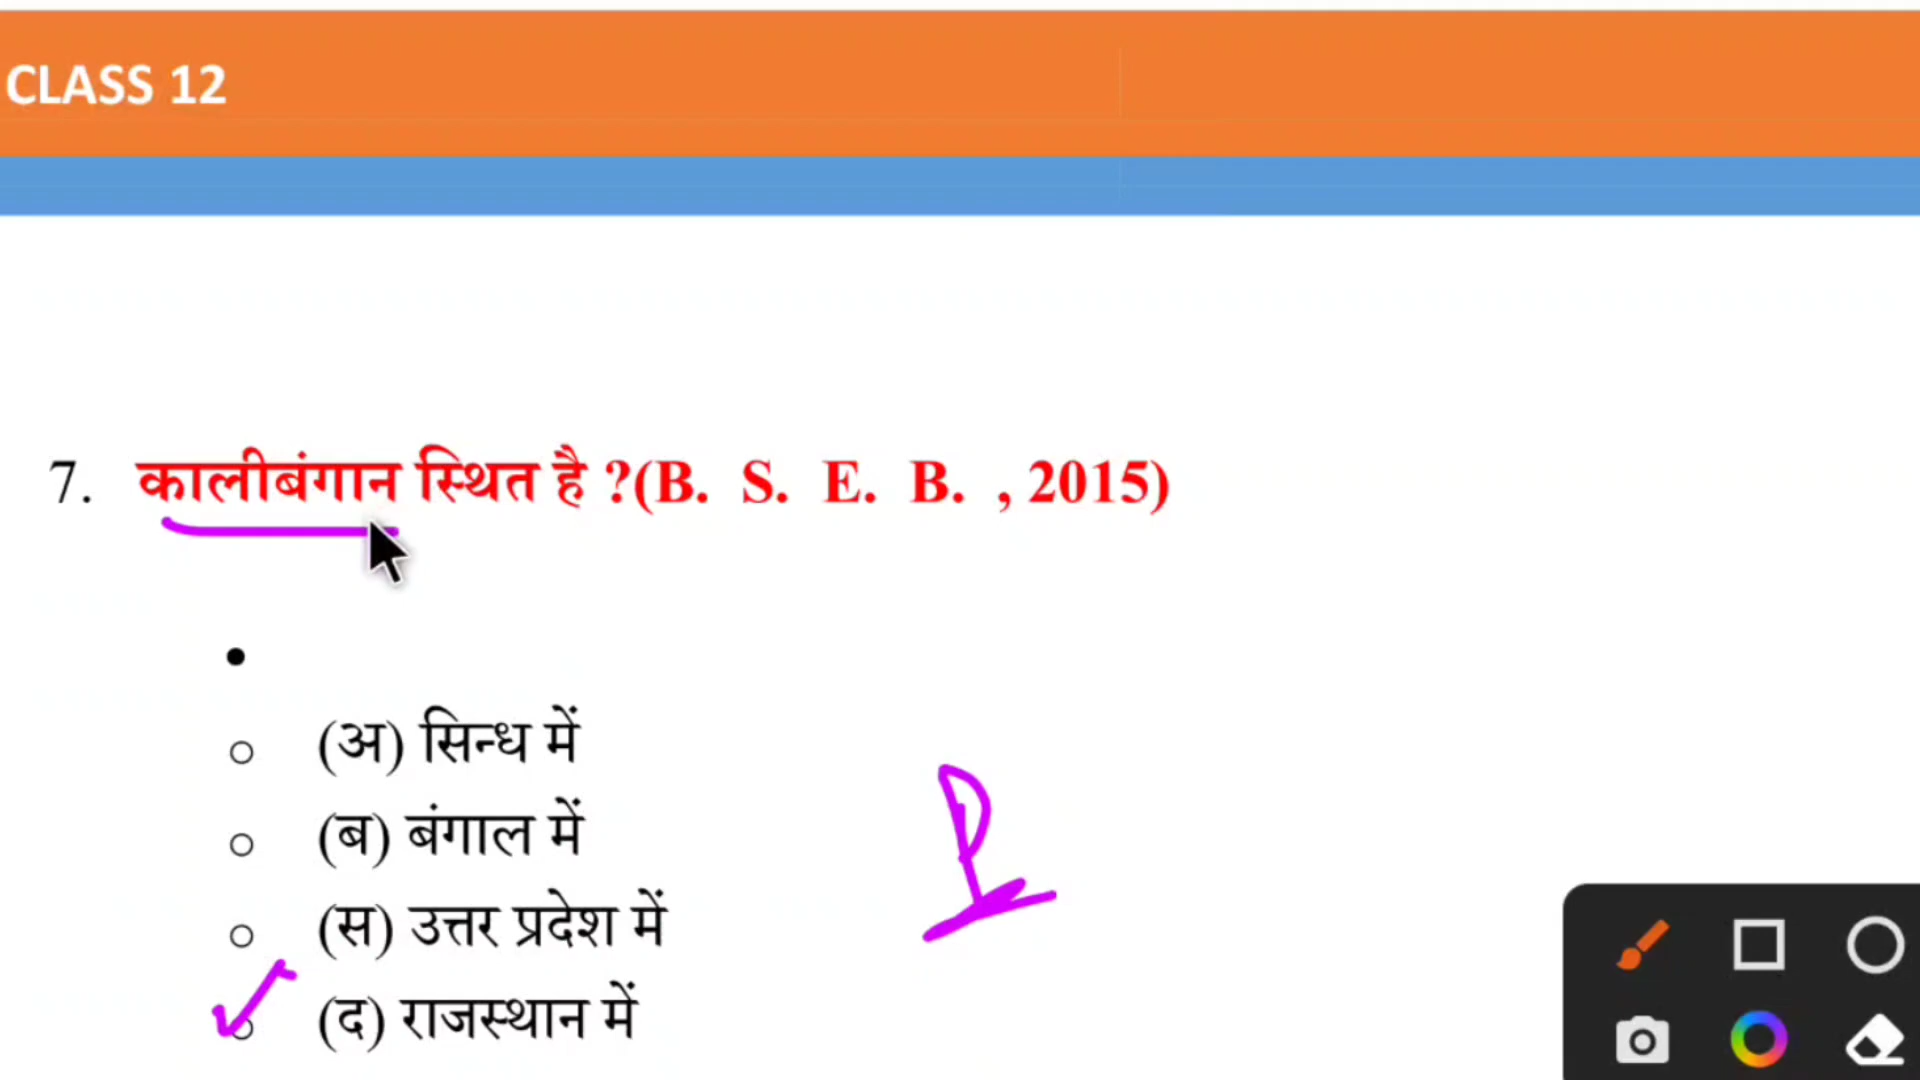 CLASS 12
7. कालीबंगान स्थित है ?(B. S. E. B. , 2015)
(अ) सिन्ध में
(ब) बंगाल में
(स) उत्तर प्रदेश में
(द) राजस्थान में